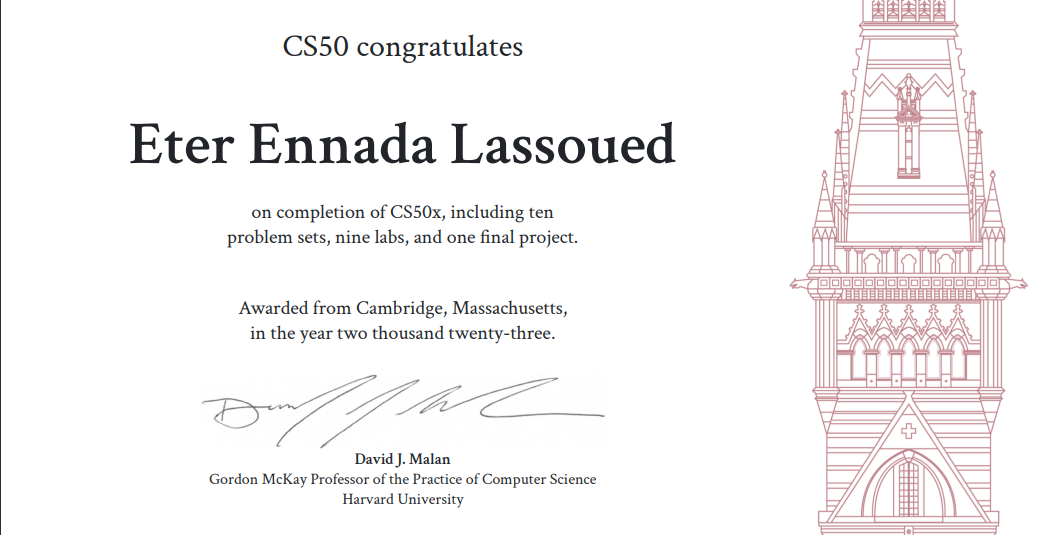 CS50 congratulates
Eter Ennada Lassoued
on completion of CS50x, including ten
problem sets, nine labs, and one final project.
Awarded from Cambridge, Massachusetts,
in the year two thousand twenty-three.
David J. Malan
Gordon McKay Professor of the Practice of Computer Science
Harvard University